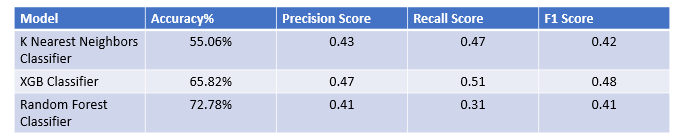 Model Accuracy% Precision Score Recall Score F1 Score
K Nearest Neighbors 55.06% 0.43 0.47 0.42
Classifier
XGB Classifier 65.82% 0.47 0.51 0.48
Random Forest 72.78% 0.41 0.31 0.41
Classifier